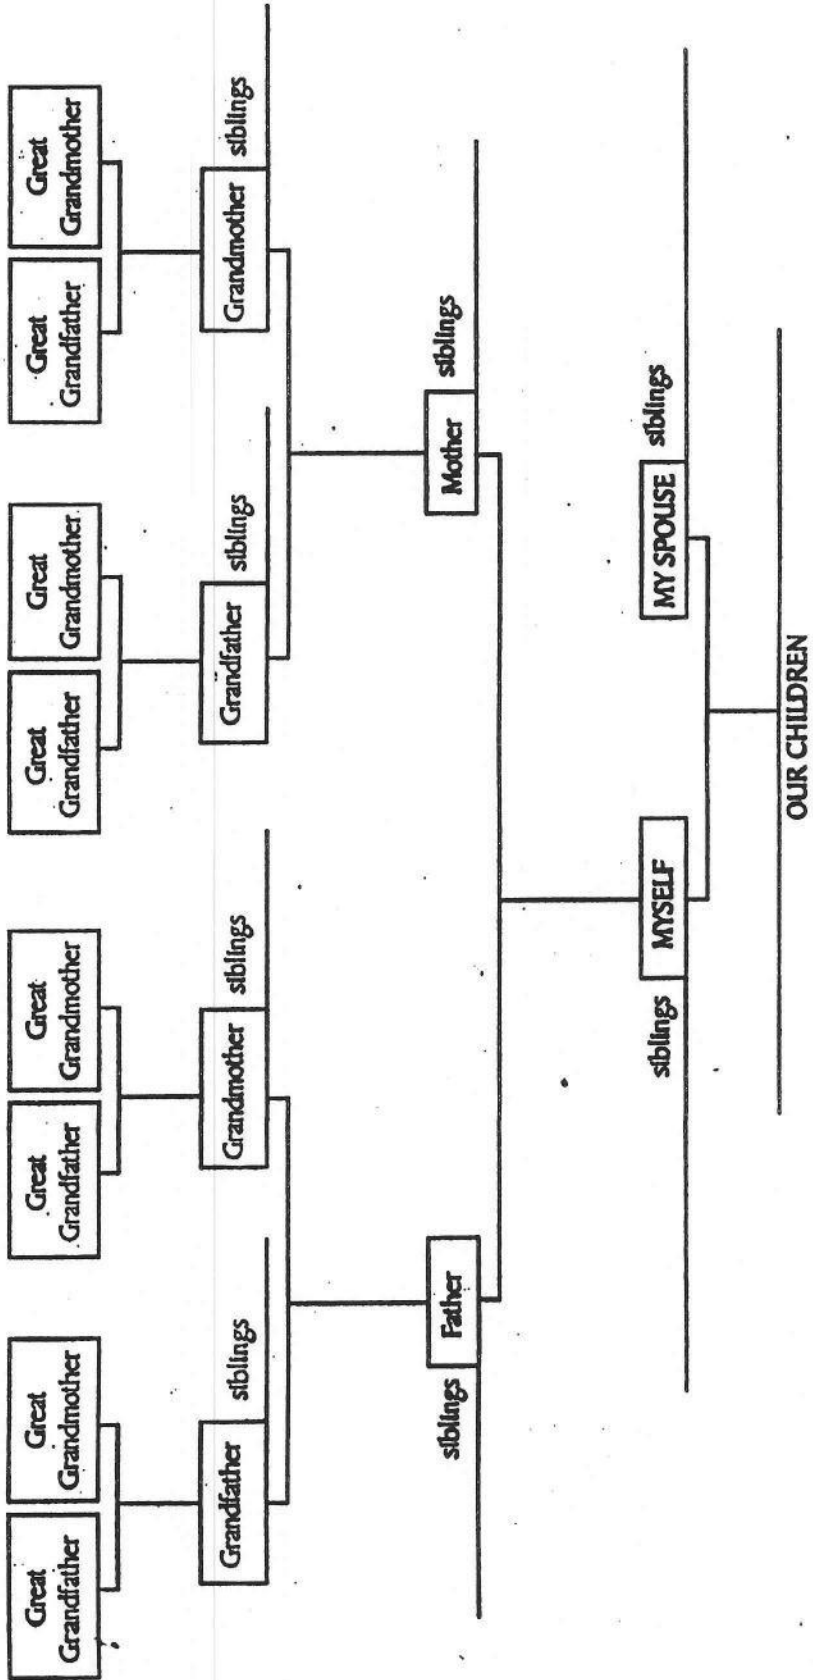 Great
Grandfather
Great
Grandmother
Great
Grandfather
Great
Grandmother
Great
Grandfather
Great
Grandmother
Great
Grandfather
Great
Grandmother
Grandfather
siblings
Grandmother
siblings
Grandfather
siblings
Grandmother
siblings
siblings
Father
Mother
siblings
siblings
MYSELF
MY SPOUSE
siblings
OUR CHILDREN